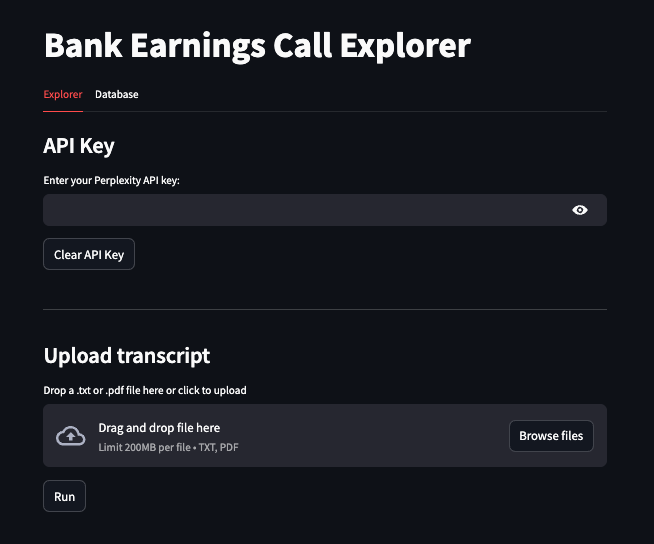 Bank Earnings Call Explorer
Explorer Database
API Key
Enter your Perplexity API key:
Clear API Key
Upload transcript
Drop a .txt or .pdf file here or click to upload
Drag and drop file here
Limit 200MB per file • TXT, PDF
Browse files
Run